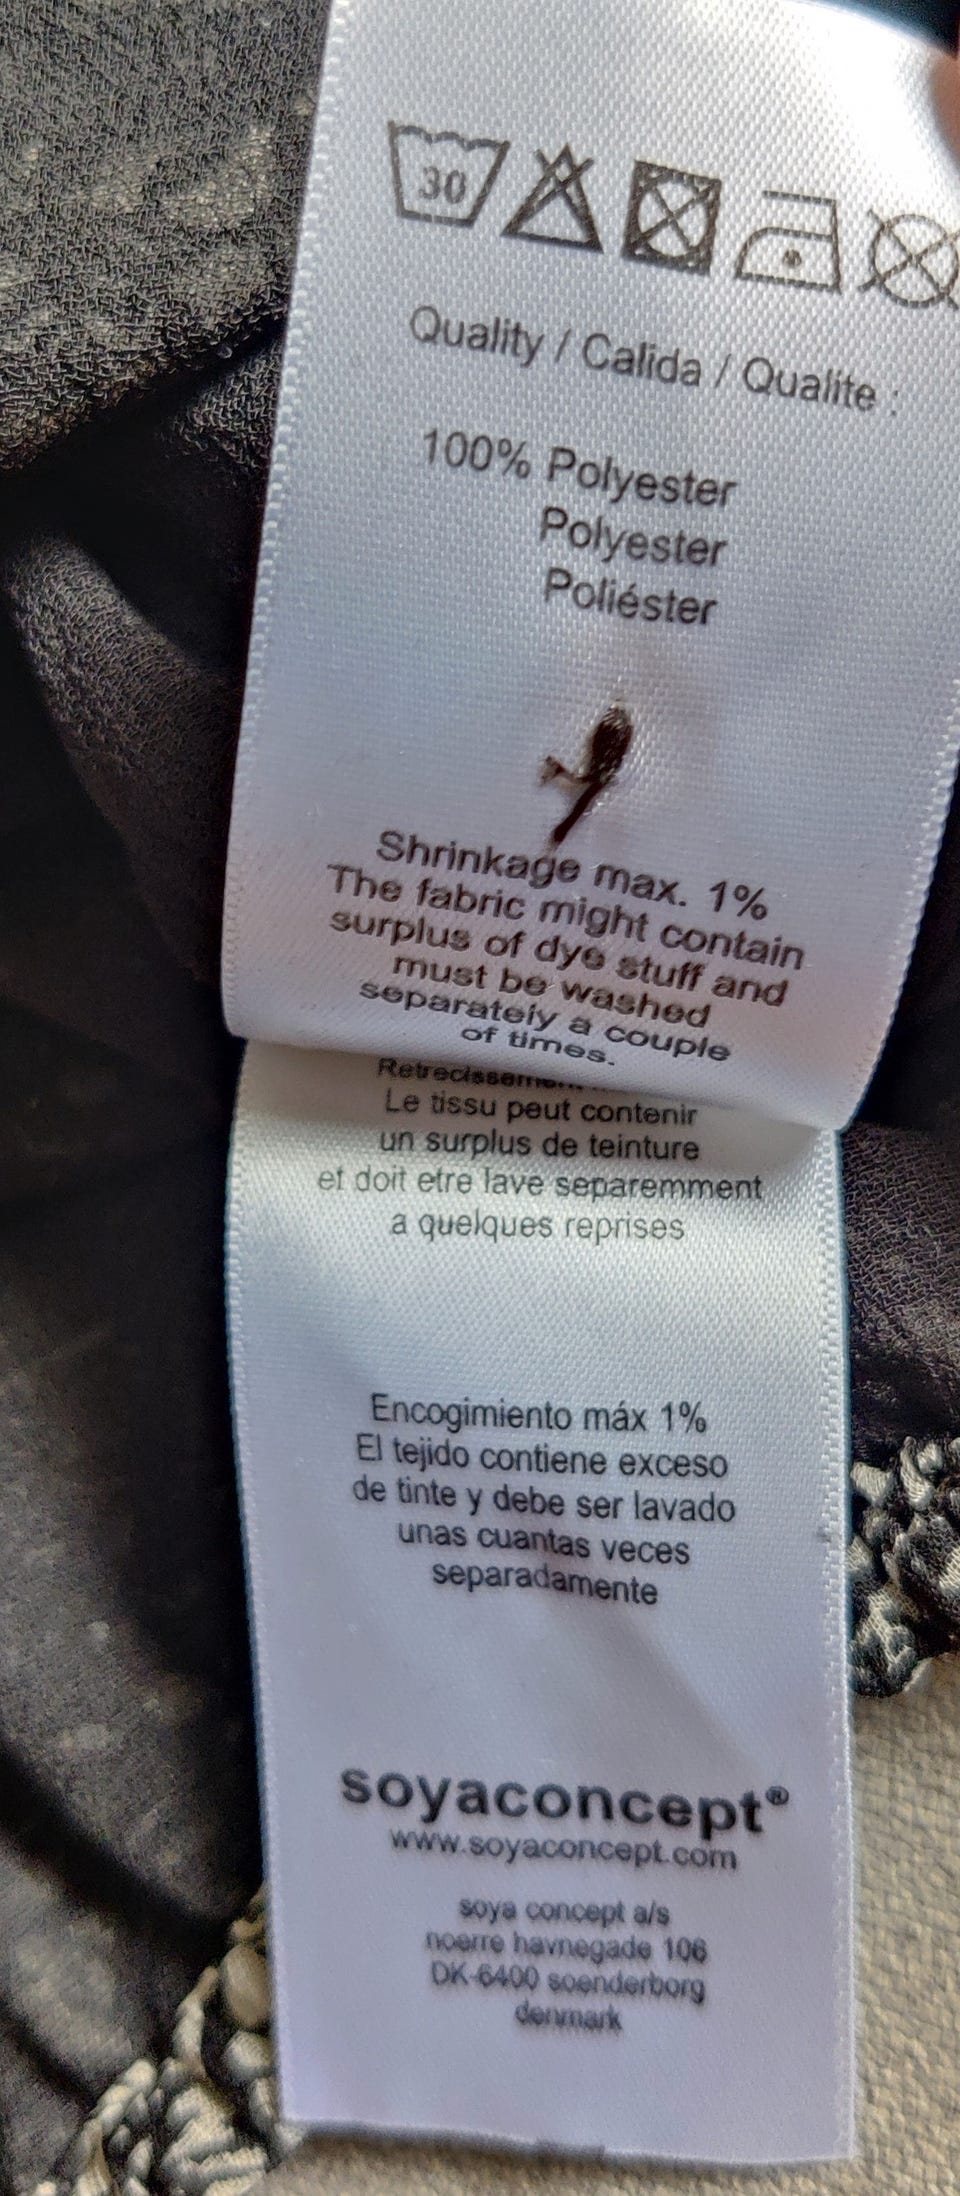 30
Quality / Calida / Qualite :
100% Polyester
Polyester
Poliéster
Shrinkage max. 1%
The fabric might contain
surplus of dye stuff and
must be washed
separately a couple
of times.
Le tissu peut contenir
un surplus de teinture
et doit etre lave separemment
a quelques reprises
Encogimiento máx 1%
El tejido contiene exceso
de tinte y debe ser lavado
unas cuantas veces
separadamente
soyaconcept®
www.soyaconcept.com
soya concept a/s
noerre havnegade 106
DK-6400 soenderborg
denmark